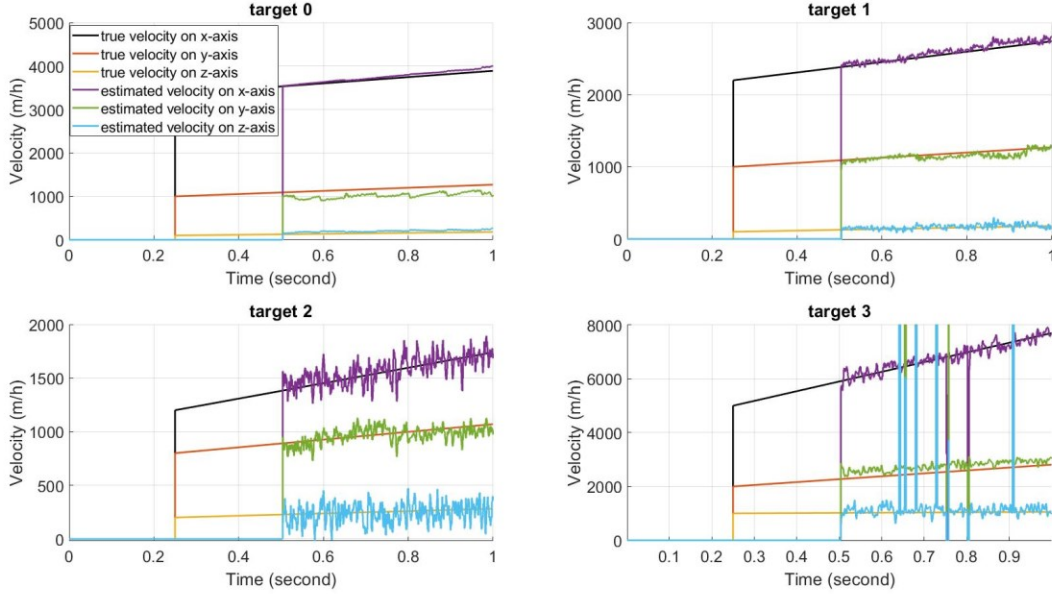 target 0
5000
4000
3000
2000
1000
0
Velocity (m/h)
true velocity on x-axis
true velocity on y-axis
true velocity on z-axis
estimated velocity on x-axis
estimated velocity on y-axis
estimated velocity on z-axis
0 0.2 0.4 0.6 0.8 1
Time (second)
target 1
3000
2000
1000
0
Velocity (m/h)
0 0.2 0.4 0.6 0.8 1
Time (second)
target 2
2000
1500
1000
500
0
Velocity (m/h)
0 0.2 0.4 0.6 0.8 1
Time (second)
target 3
8000
6000
4000
2000
0
Velocity (m/h)
0.1 0.2 0.3 0.4 0.5 0.6 0.7 0.8 0.9
Time (second)